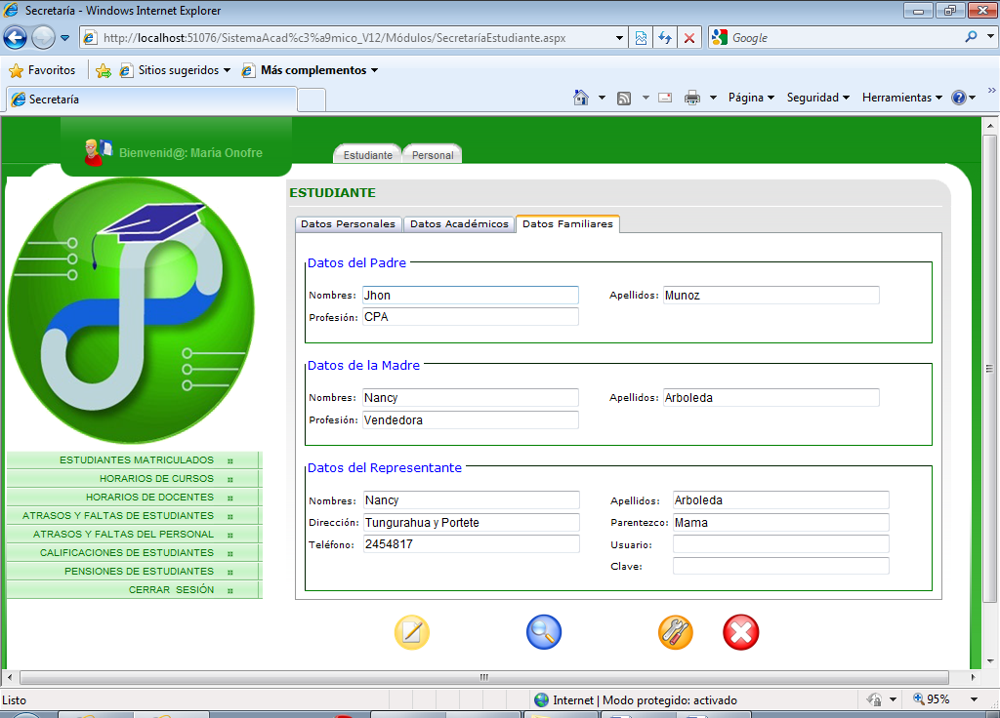 Secretaría - Windows Internet Explorer
http://localhost:51076/SistemaAcad%c3%a9mico_V12/Módulos/SecretaríaEstudiante.aspx
Google
Favoritos
Sitios sugeridos
Más complementos
Secretaría
Página
Seguridad
Herramientas
»
Bienvenid@: María Onofre
Estudiante
Personal
ESTUDIANTE
Datos Personales
Datos Académicos
Datos Familiares
Datos del Padre
Nombres: Jhon
Apellidos: Munoz
Profesión: CPA
Datos de la Madre
Nombres: Nancy
Apellidos: Arboleda
Profesión: Vendedora
Datos del Representante
Nombres: Nancy
Apellidos: Arboleda
Dirección: Tungurahua y Portete
Parentezco: Mama
Teléfono: 2454817
Usuario:
Clave:
ESTUDIANTES MATRICULADOS
HORARIOS DE CURSOS
HORARIOS DE DOCENTES
ATRASOS Y FALTAS DE ESTUDIANTES
ATRASOS Y FALTAS DEL PERSONAL
CALIFICACIONES DE ESTUDIANTES
PENSIONES DE ESTUDIANTES
CERRAR SESIÓN
Listo
Internet | Modo protegido: activado
95%